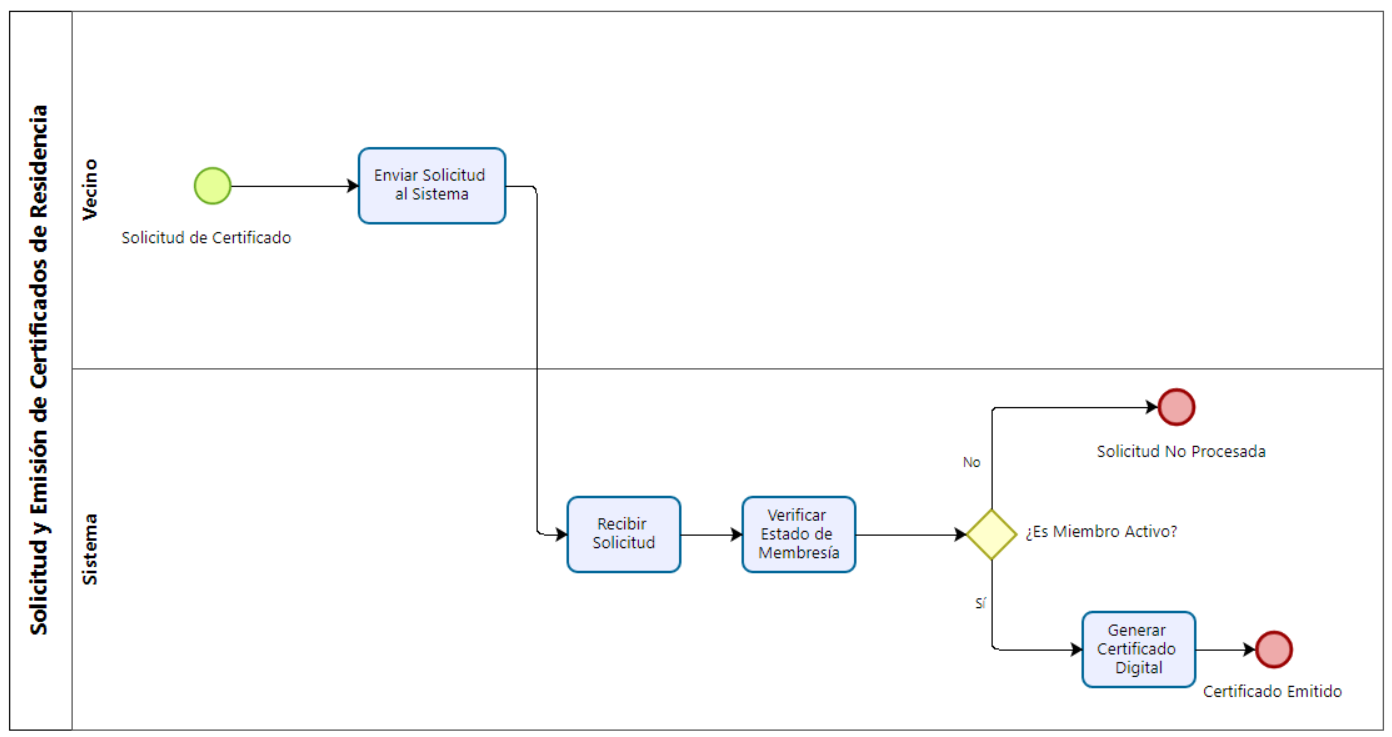 Solicitud y Emisión de Certificados de Residencia
Vecino
Solicitud de Certificado
Enviar Solicitud
al Sistema
Sistema
Recibir
Solicitud
Verificar
Estado de
Membresía
¿Es Miembro Activo?
No
Solicitud No Procesada
Sí
Generar
Certificado
Digital
Certificado Emitido